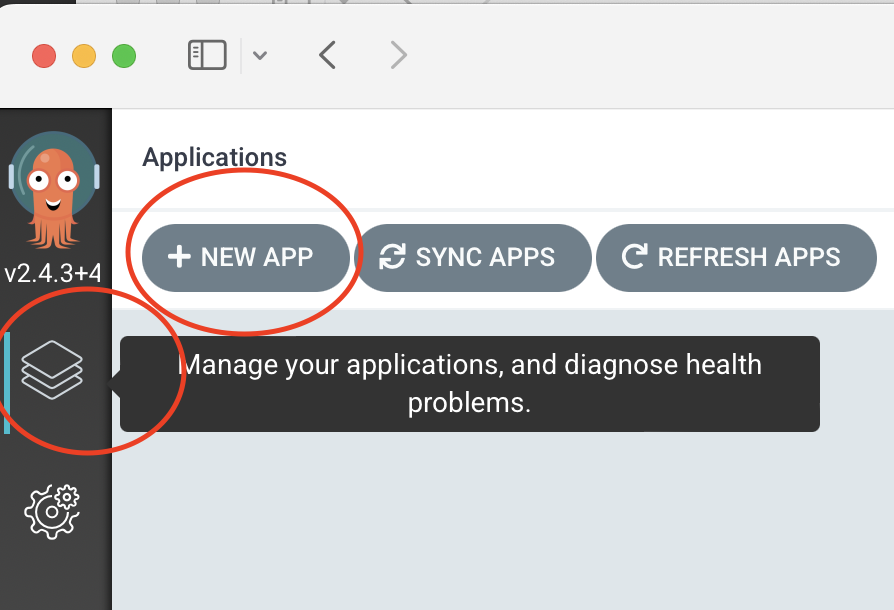 Applications
NEW APP
SYNC APPS
REFRESH APPS
v2.4.3+4
Manage your applications, and diagnose health
problems.